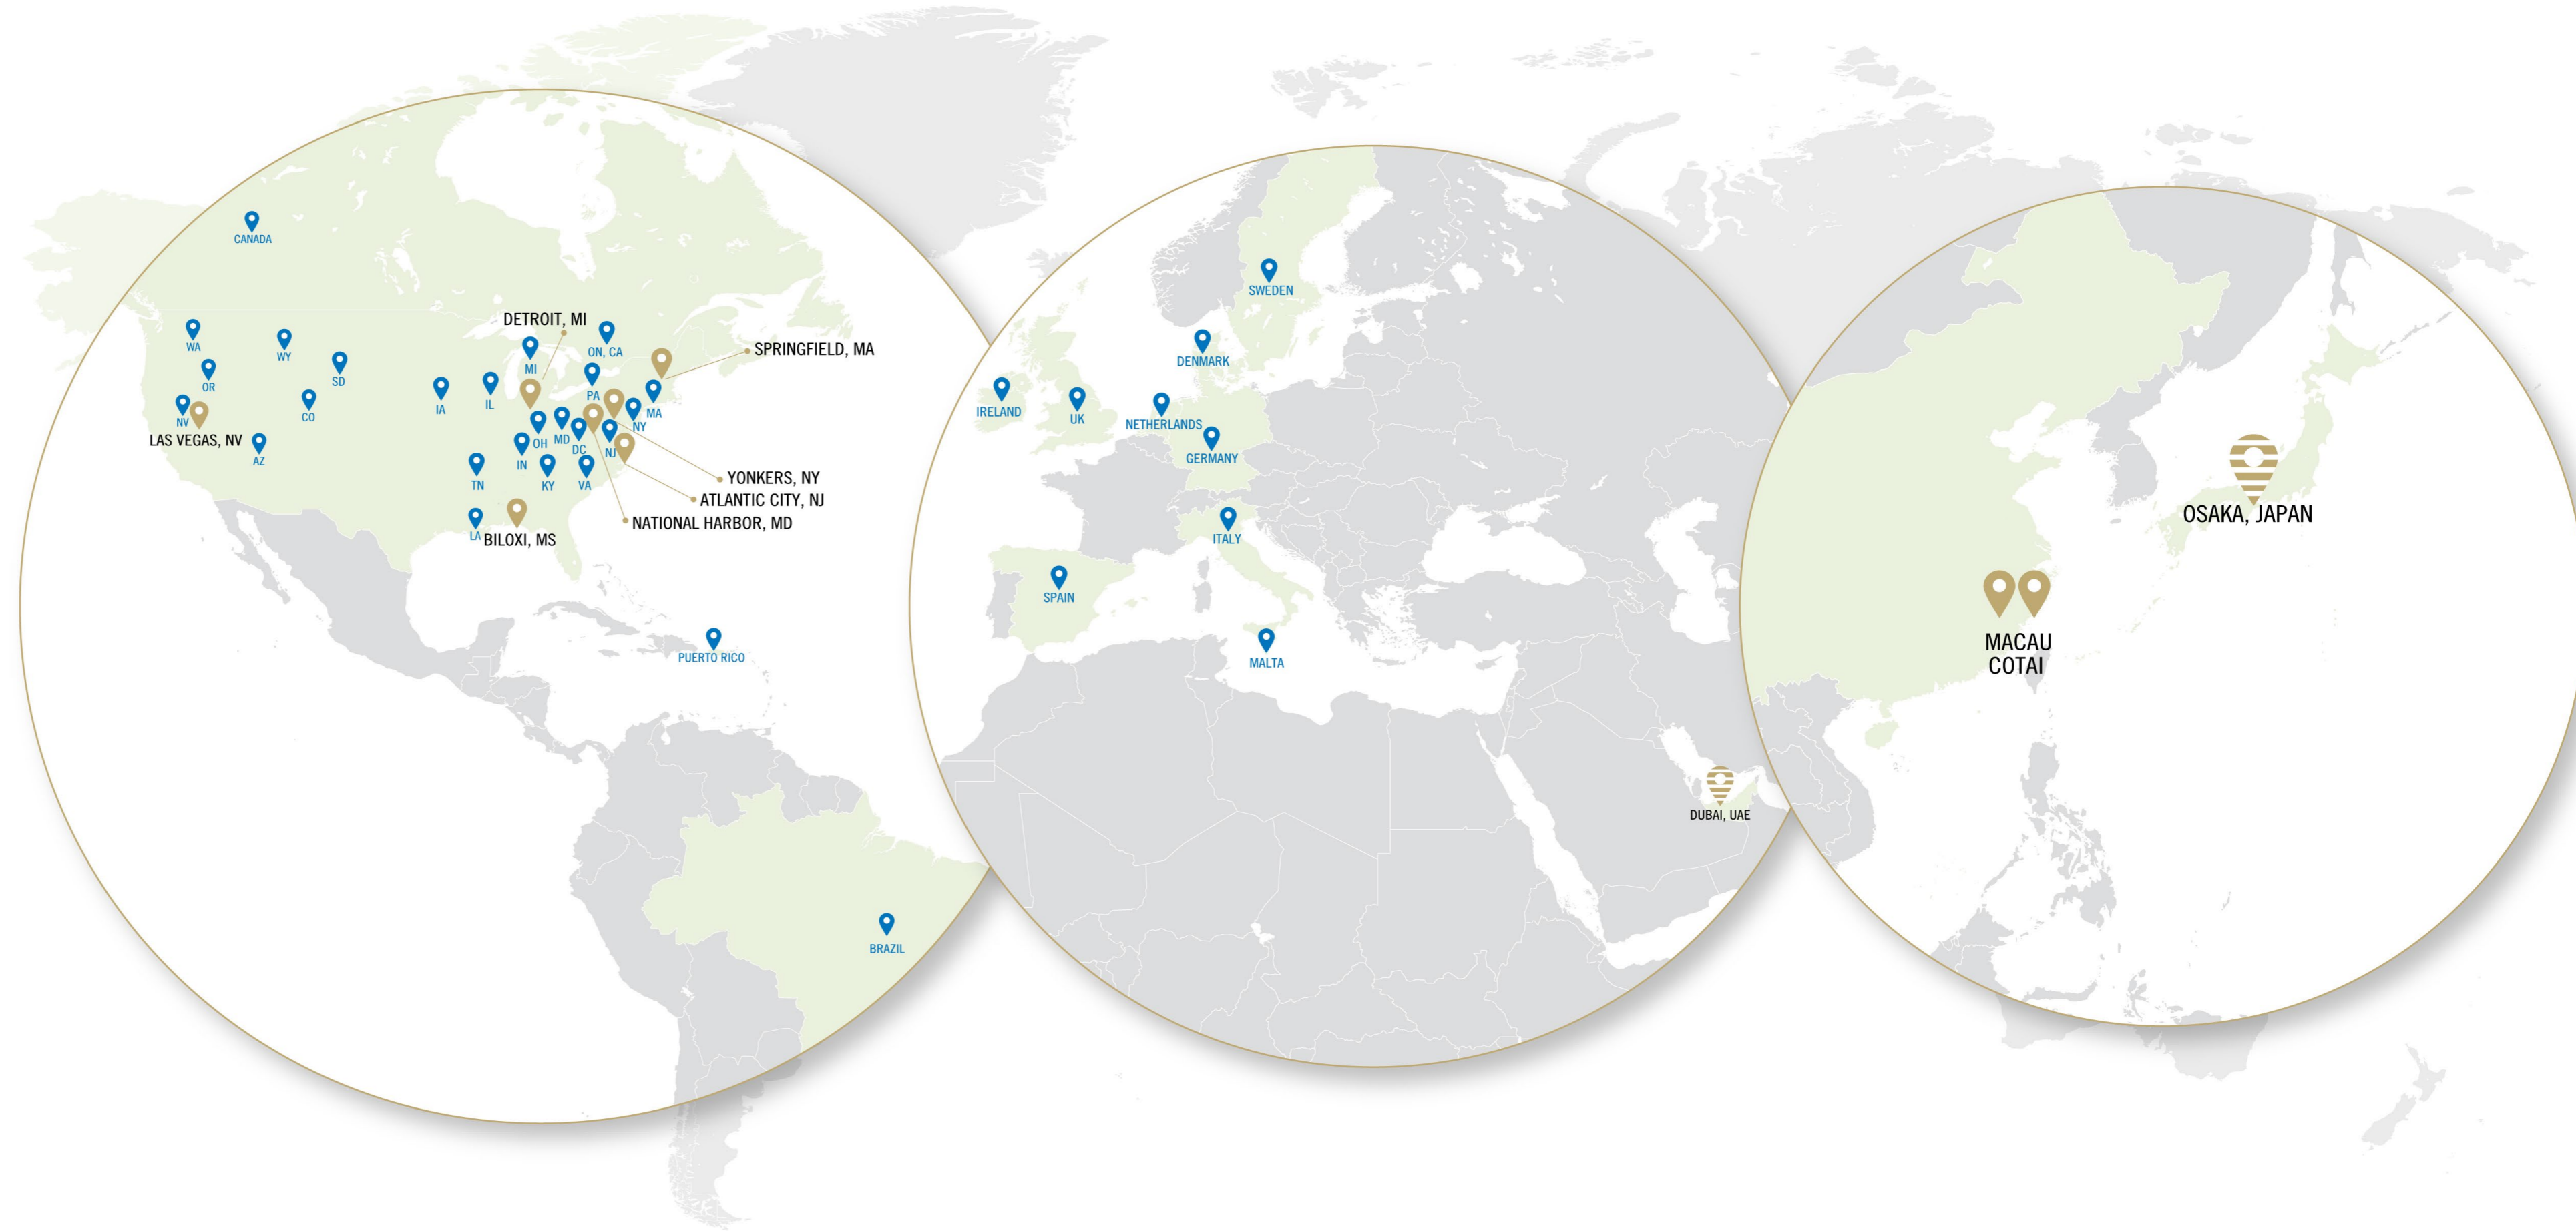 CANADA
DETROIT, MI
WA
WY
ON, CA
SPRINGFIELD, MA
MI
OR
SD
PA
IA
IL
NV
CO
MA
NY
LAS VEGAS, NV
OH
MD
DC
NJ
AZ
IN
TN
KY
VA
YONKERS, NY
ATLANTIC CITY, NJ
NATIONAL HARBOR, MD
LA
BILOXI, MS
PUERTO RICO
BRAZIL
SWEDEN
DENMARK
IRELAND
UK
NETHERLANDS
GERMANY
ITALY
SPAIN
MALTA
DUBAI, UAE
OSAKA, JAPAN
MACAU
COTAI